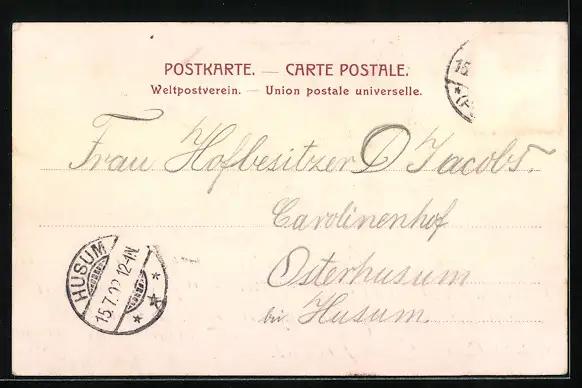 POSTKARTE. — CARTE POSTALE.
Weltpostverein. — Union postale universelle.
15
Frau Hofbesitzer D Jacobs.
Carolinenhof
Osterhusum
bei Husum.
HUSUM
15.7.02 12-1N.